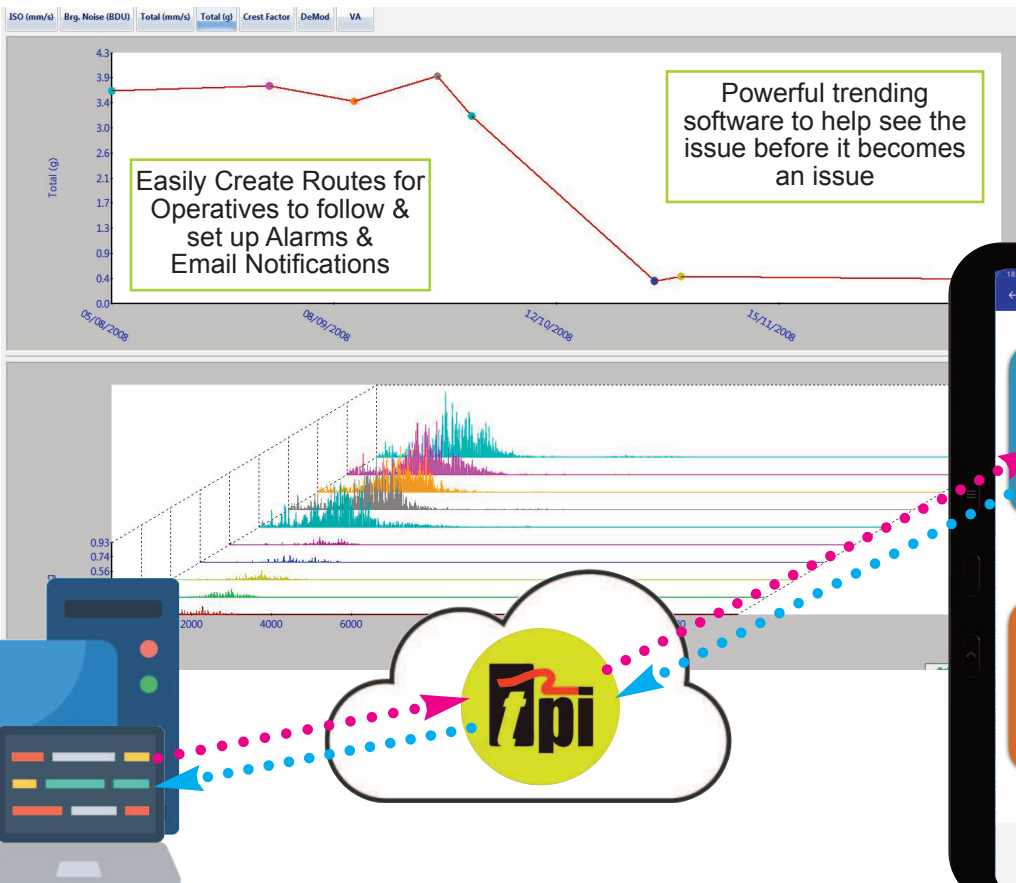 ISO (mm/s) Brg. Noise (BDU) Total (mm/s) Total (g) Crest Factor DeMod VA
4.3
3.9
3.4
3.0
2.6
2.1
1.7
1.3
0.9
0.4
0.0
Total (g)
Easily Create Routes for
Operatives to follow &
set up Alarms &
Email Notifications
Powerful trending
software to help see the
issue before it becomes
an issue
05/08/2008 08/09/2008 12/10/2008 15/11/2008
0.93
0.74
0.56
g
2000 4000 6000
tpi